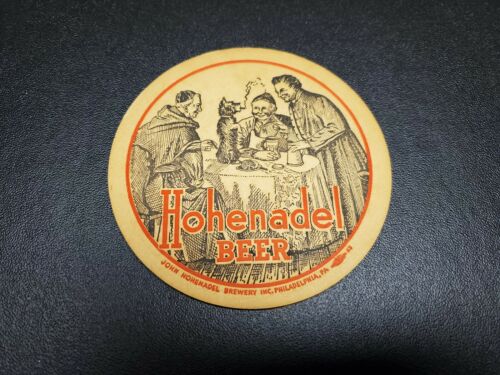 Hohenadel
BEER
JOHN HOHENADEL BREWERY INC. PHILADELPHIA, PA